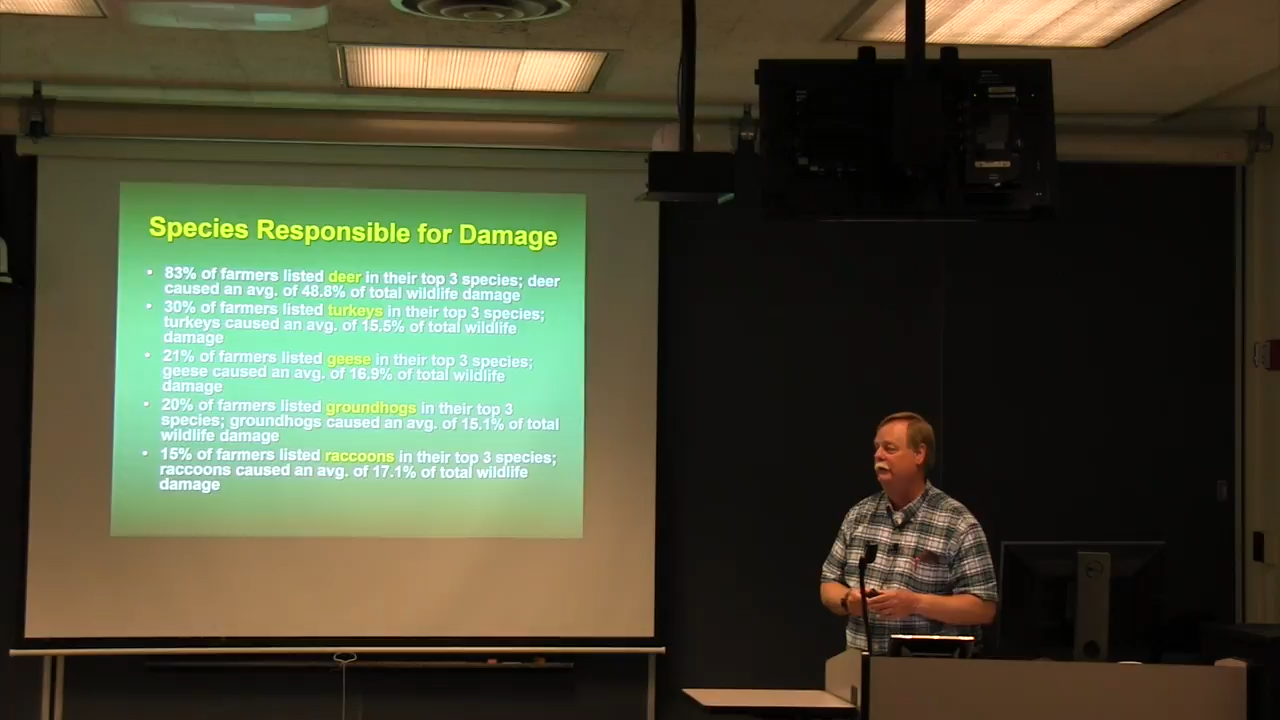 Species Responsible for Damage
• 83% of farmers listed deer in their top 3 species; deer
caused an avg. of 48.8% of total wildlife damage
• 30% of farmers listed turkeys in their top 3 species;
turkeys caused an avg. of 15.5% of total wildlife
damage
• 21% of farmers listed geese in their top 3 species;
geese caused an avg. of 16.9% of total wildlife
damage
• 20% of farmers listed groundhogs in their top 3
species; groundhogs caused an avg. of 15.1% of total
wildlife damage
• 15% of farmers listed raccoons in their top 3 species;
raccoons caused an avg. of 17.1% of total wildlife
damage
DELL